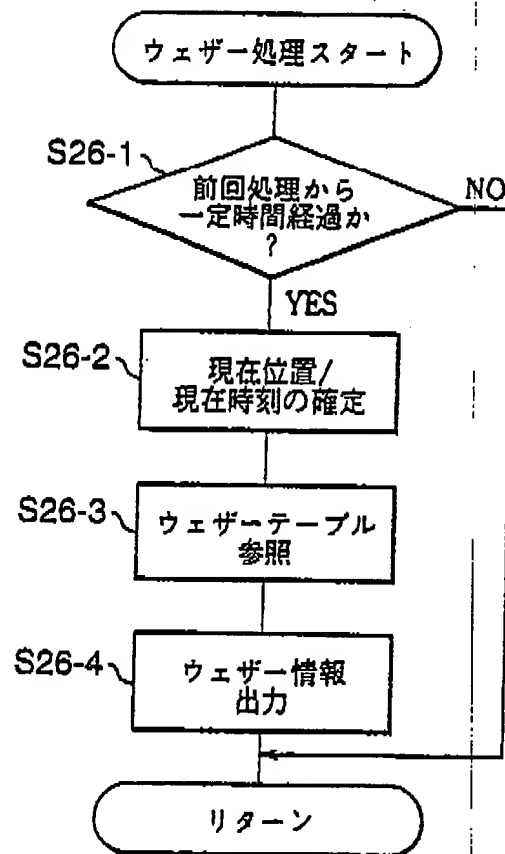 ウェザー処理スタート
S26-1
前回処理から
一定時間経過か
?
NO
YES
S26-2
現在位置/
現在時刻の確定
S26-3
ウェザーテーブル
参照
S26-4
ウェザー情報
出力
リターン